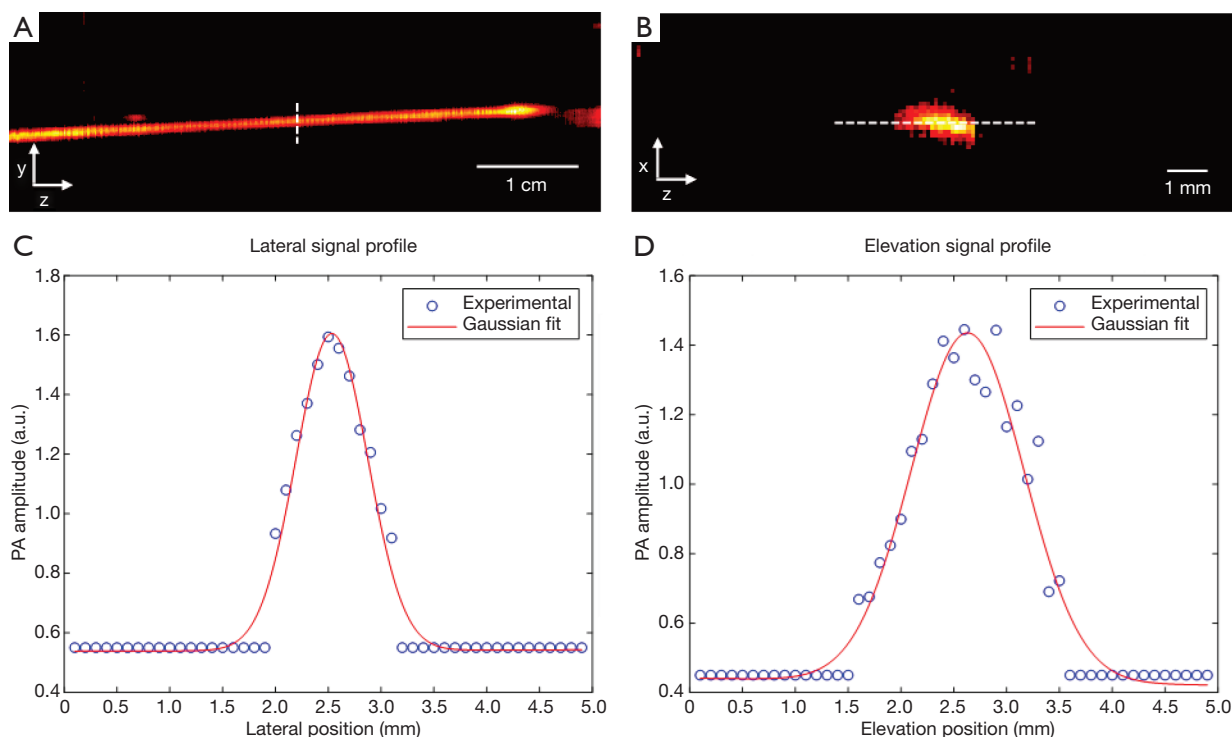 A
y
z
1 cm
B
x
z
1 mm
C
Lateral signal profile
1.8
1.6
1.4
1.2
1.0
0.8
0.6
0.4
PA amplitude (a.u.)
Experimental
Gaussian fit
0 0.5 1.0 1.5 2.0 2.5 3.0 3.5 4.0 4.5 5.0
Lateral position (mm)
D
Elevation signal profile
1.6
1.4
1.2
1.0
0.8
0.6
0.4
PA amplitude (a.u.)
Experimental
Gaussian fit
0 0.5 1.0 1.5 2.0 2.5 3.0 3.5 4.0 4.5 5.0
Elevation position (mm)